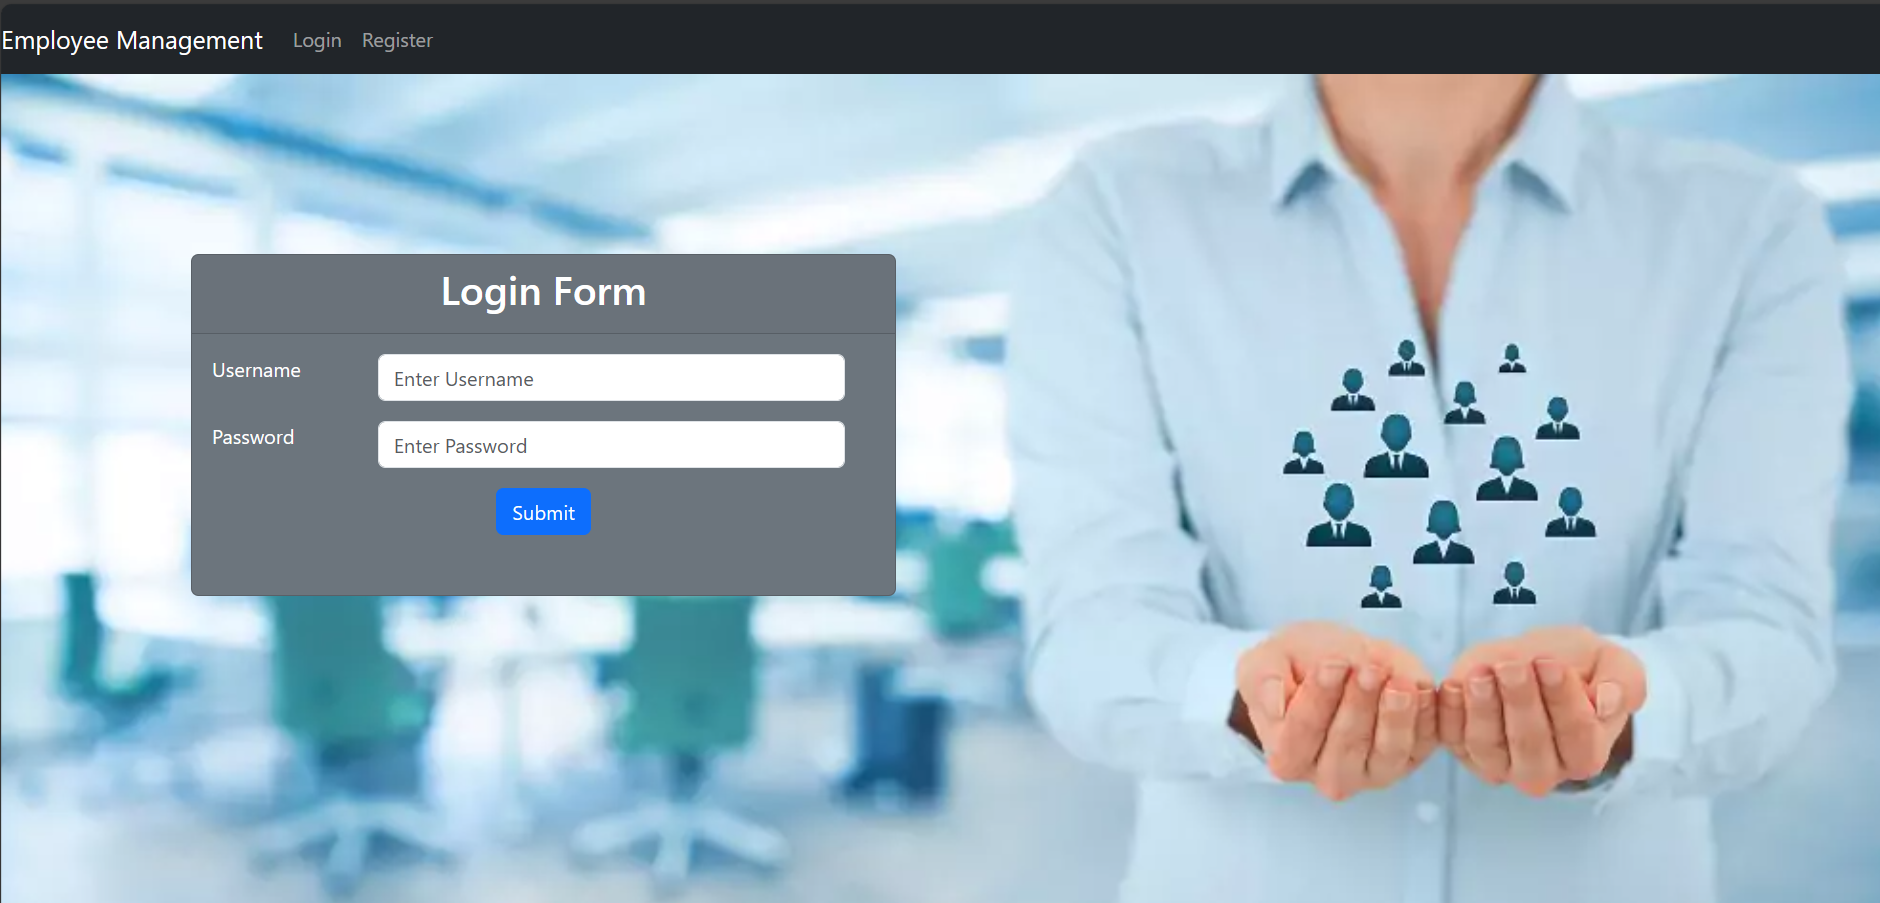 Employee Management Login Register
Login Form
Username Enter Username
Password Enter Password
Submit